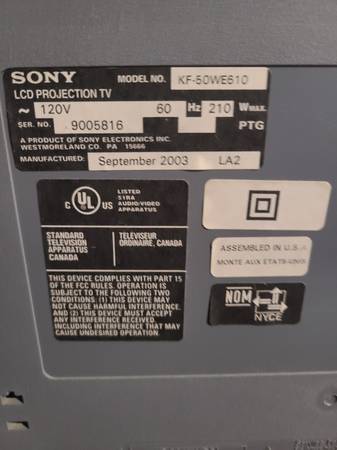 SONY MODEL NO. KF-50WE610
LCD PROJECTION TV
~ 120V 60 Hz 210 WMAX.
SER. NO. 9005816 PTG
A PRODUCT OF SONY ELECTRONICS INC.
WESTMORELAND CO. PA 15666
MANUFACTURED: September 2003 LA2
C UL US
LISTED
51RA
AUDIO/VIDEO
APPARATUS
STANDARD
TELEVISION
APPARATUS
CANADA
TELEVISEUR
ORDINAIRE, CANADA
THIS DEVICE COMPLIES WITH PART 15
OF THE FCC RULES. OPERATION IS
SUBJECT TO THE FOLLOWING TWO
CONDITIONS: (1) THIS DEVICE MAY
NOT CAUSE HARMFUL INTERFERENCE,
AND (2) THIS DEVICE MUST ACCEPT
ANY INTERFERENCE RECEIVED,
INCLUDING INTERFERENCE THAT MAY
CAUSE UNDESIRED OPERATION.
ASSEMBLED IN U.S.A
MONTE AUX ETATS-UNIS
NOM
NYCE